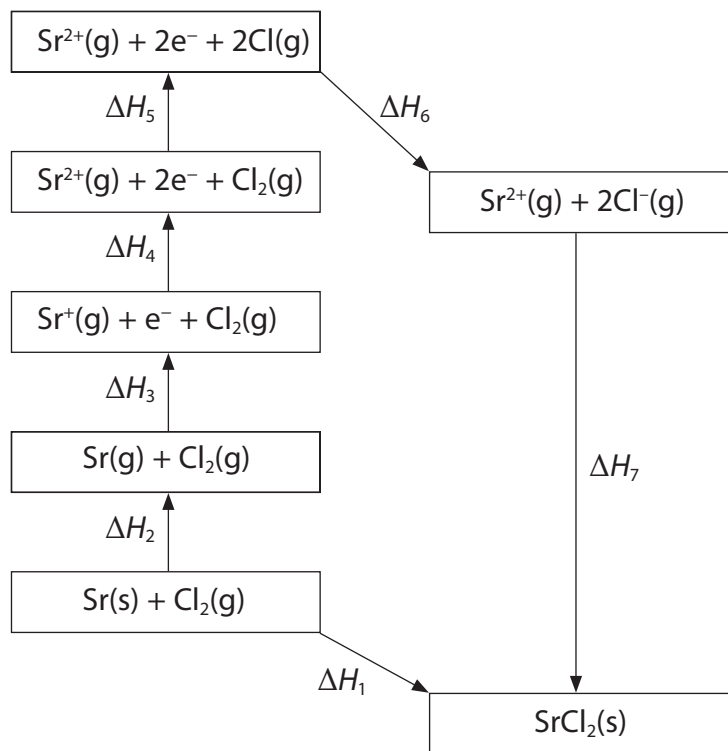 Sr²⁺(g) + 2e⁻ + 2Cl(g)
ΔH₅
ΔH₆
Sr²⁺(g) + 2e⁻ + Cl₂(g)
Sr²⁺(g) + 2Cl⁻(g)
ΔH₄
Sr⁺(g) + e⁻ + Cl₂(g)
ΔH₃
Sr(g) + Cl₂(g)
ΔH₇
ΔH₂
Sr(s) + Cl₂(g)
ΔH₁
SrCl₂(s)